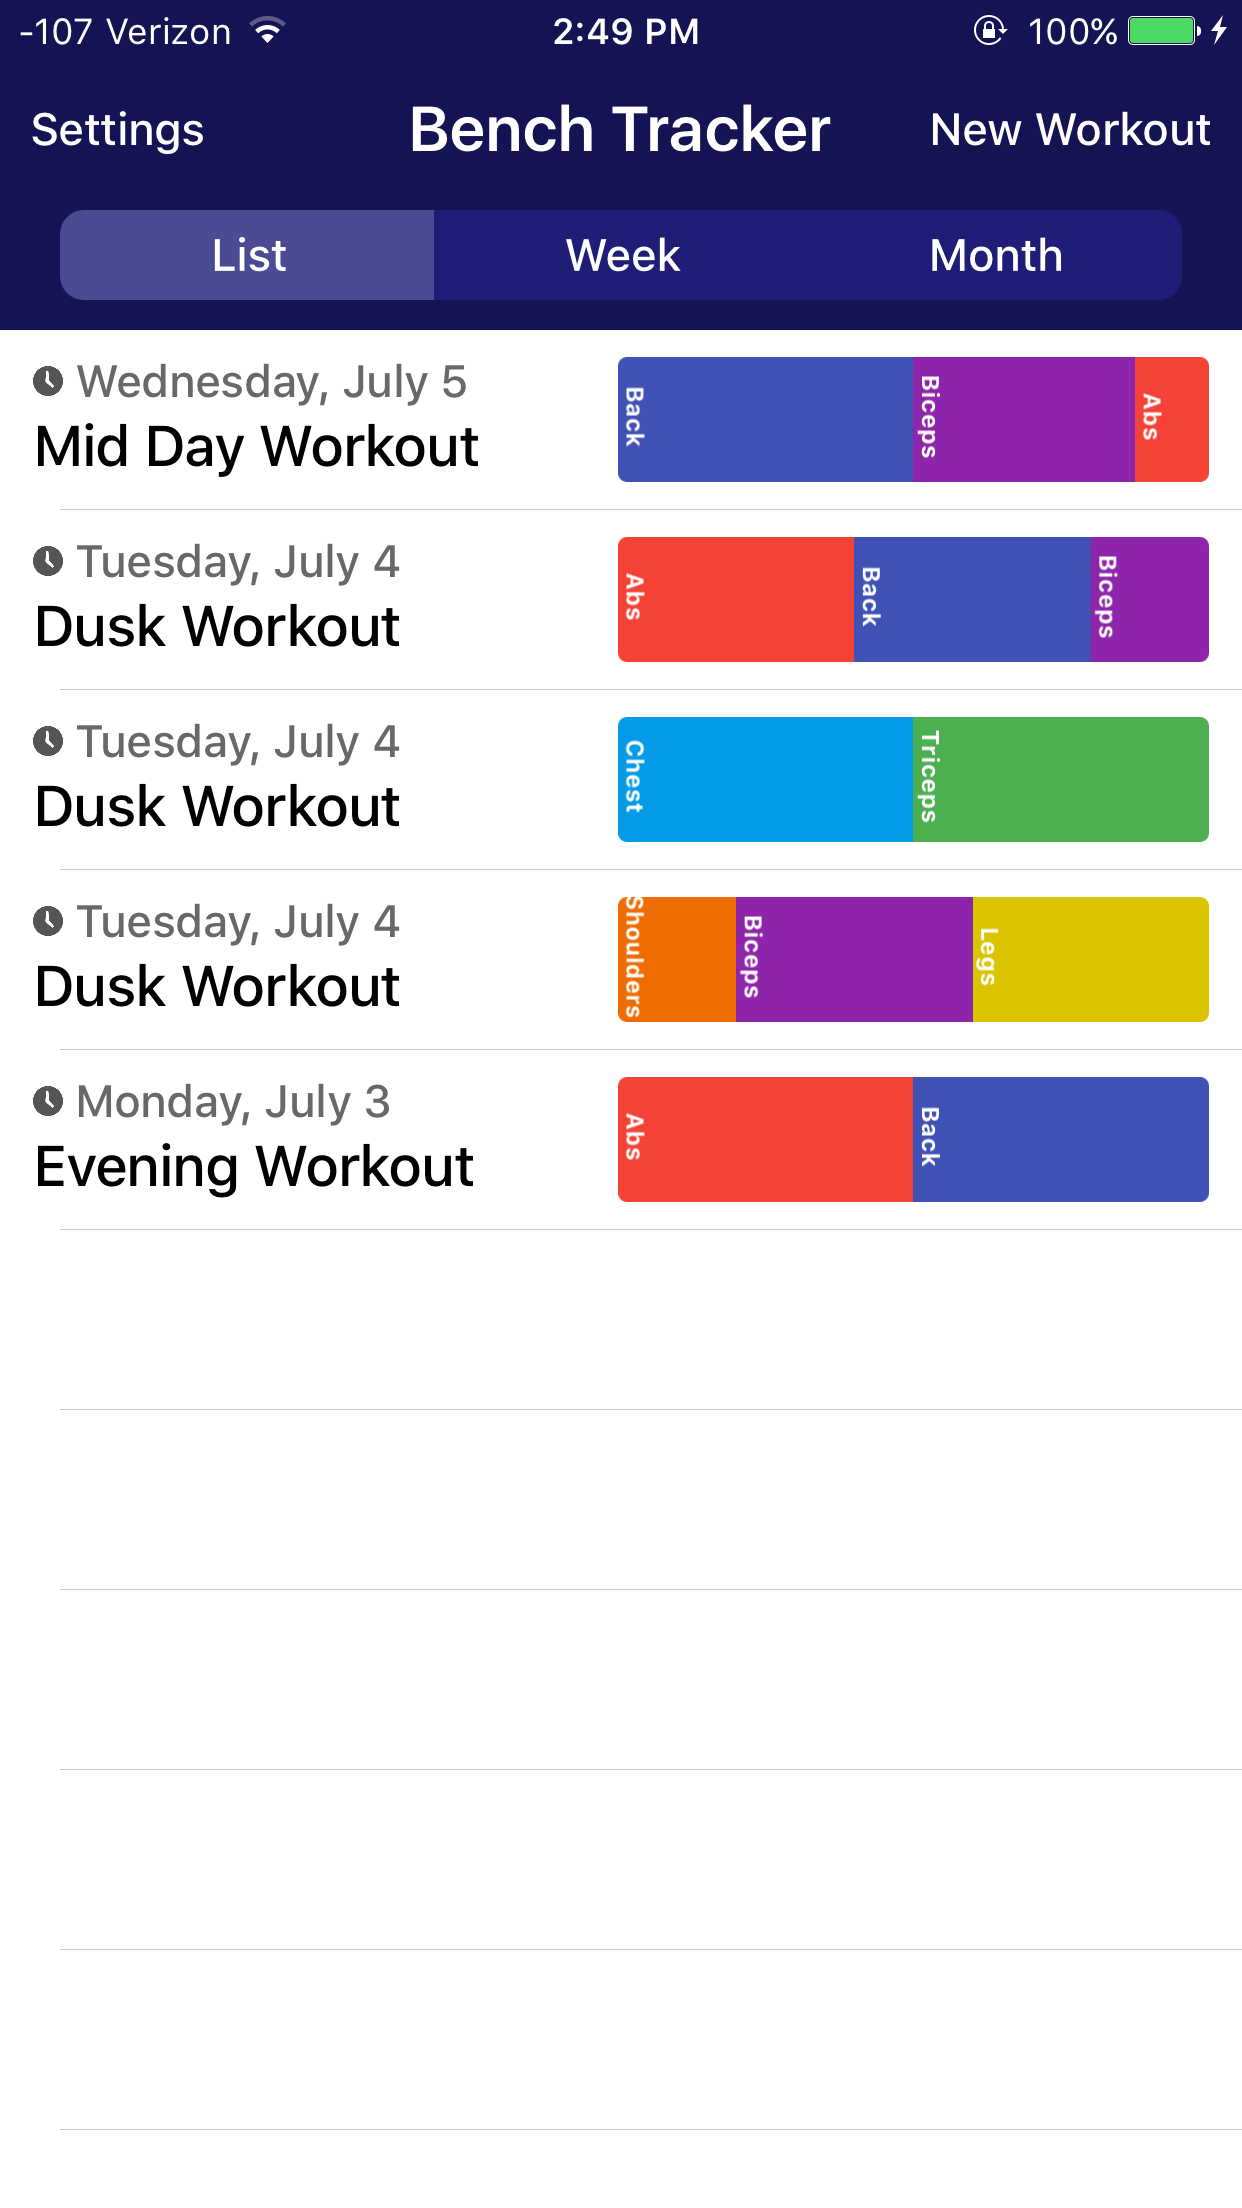 -107 Verizon 2:49 PM 100%
Settings Bench Tracker New Workout
List Week Month
Wednesday, July 5
Mid Day Workout
Back Biceps Abs
Tuesday, July 4
Dusk Workout
Abs Back Biceps
Tuesday, July 4
Dusk Workout
Chest Triceps
Tuesday, July 4
Dusk Workout
Shoulders Biceps Legs
Monday, July 3
Evening Workout
Abs Back